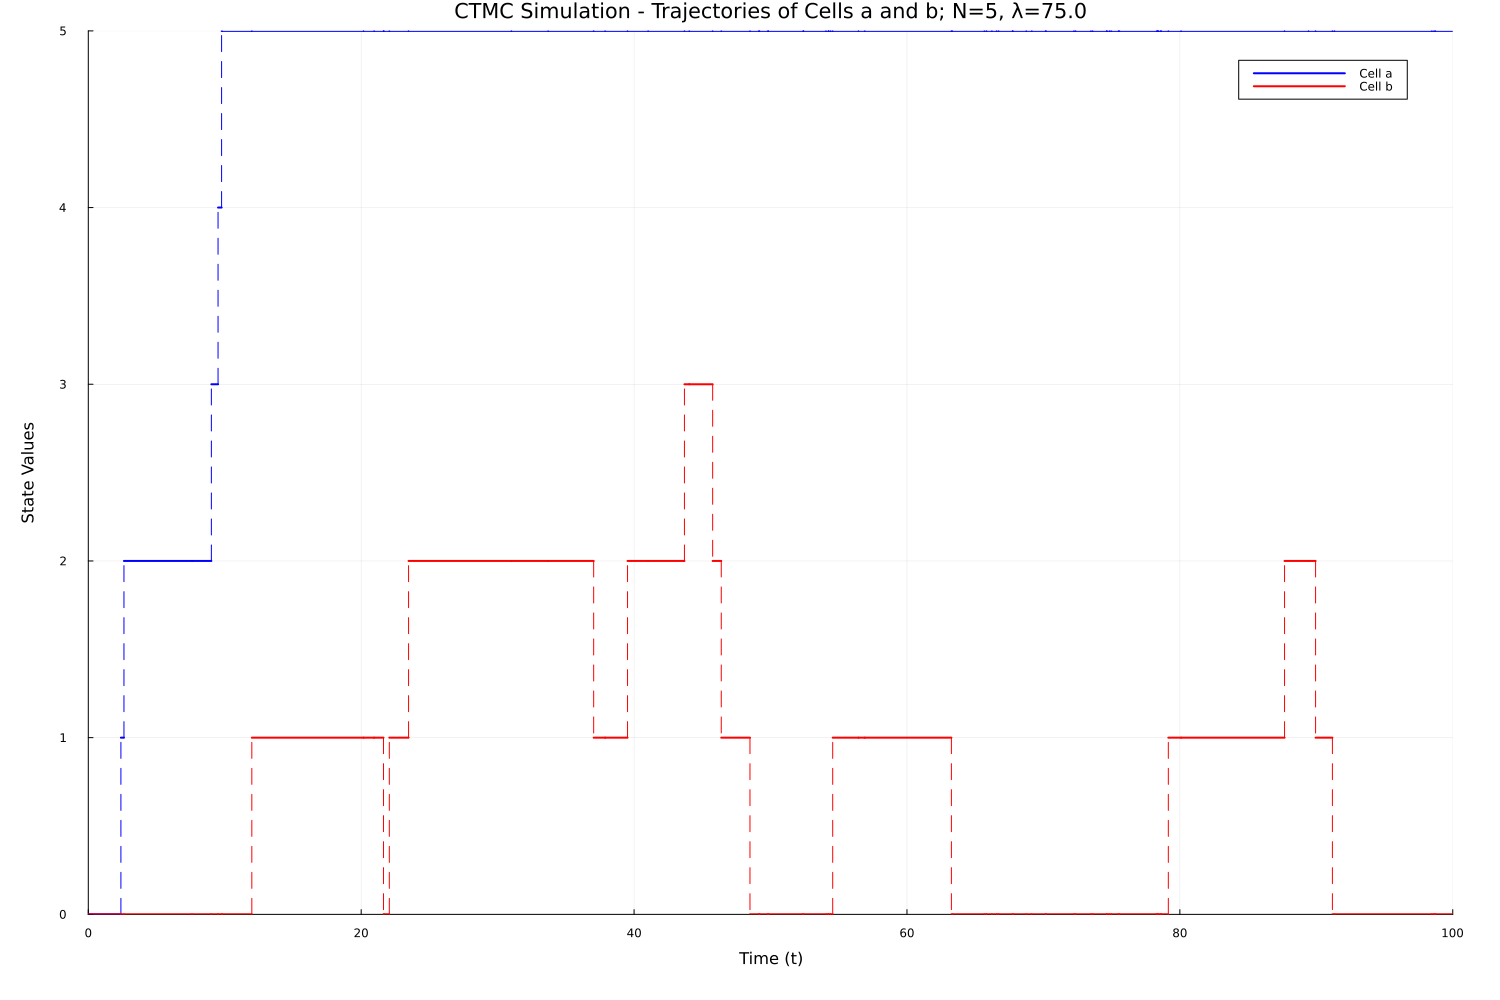 CTMC Simulation - Trajectories of Cells a and b; N=5, λ=75.0
5
Cell a
Cell b
4
3
State Values
2
1
0
0 20 40 60 80 100
Time (t)